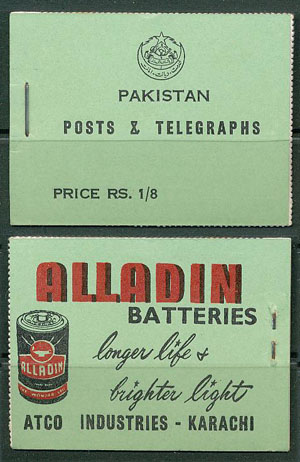 PAKISTAN
POSTS & TELEGRAPHS
PRICE RS. 1/8
ALLADIN
BATTERIES
longer life &
brighter light
ALLADIN
ATCO INDUSTRIES - KARACHI